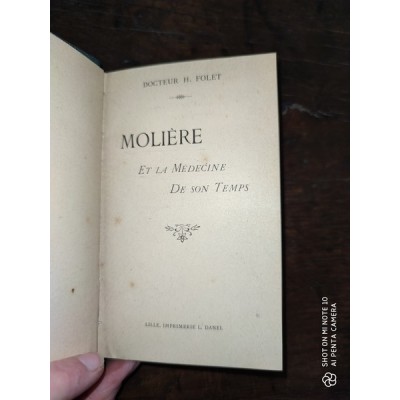 DOCTEUR H. FOLET
MOLIÈRE
ET LA MÉDECINE
DE SON TEMPS
LILLE, IMPRIMERIE L. DANEL
SHOT ON MI NOTE 10
AI PENTA CAMERA